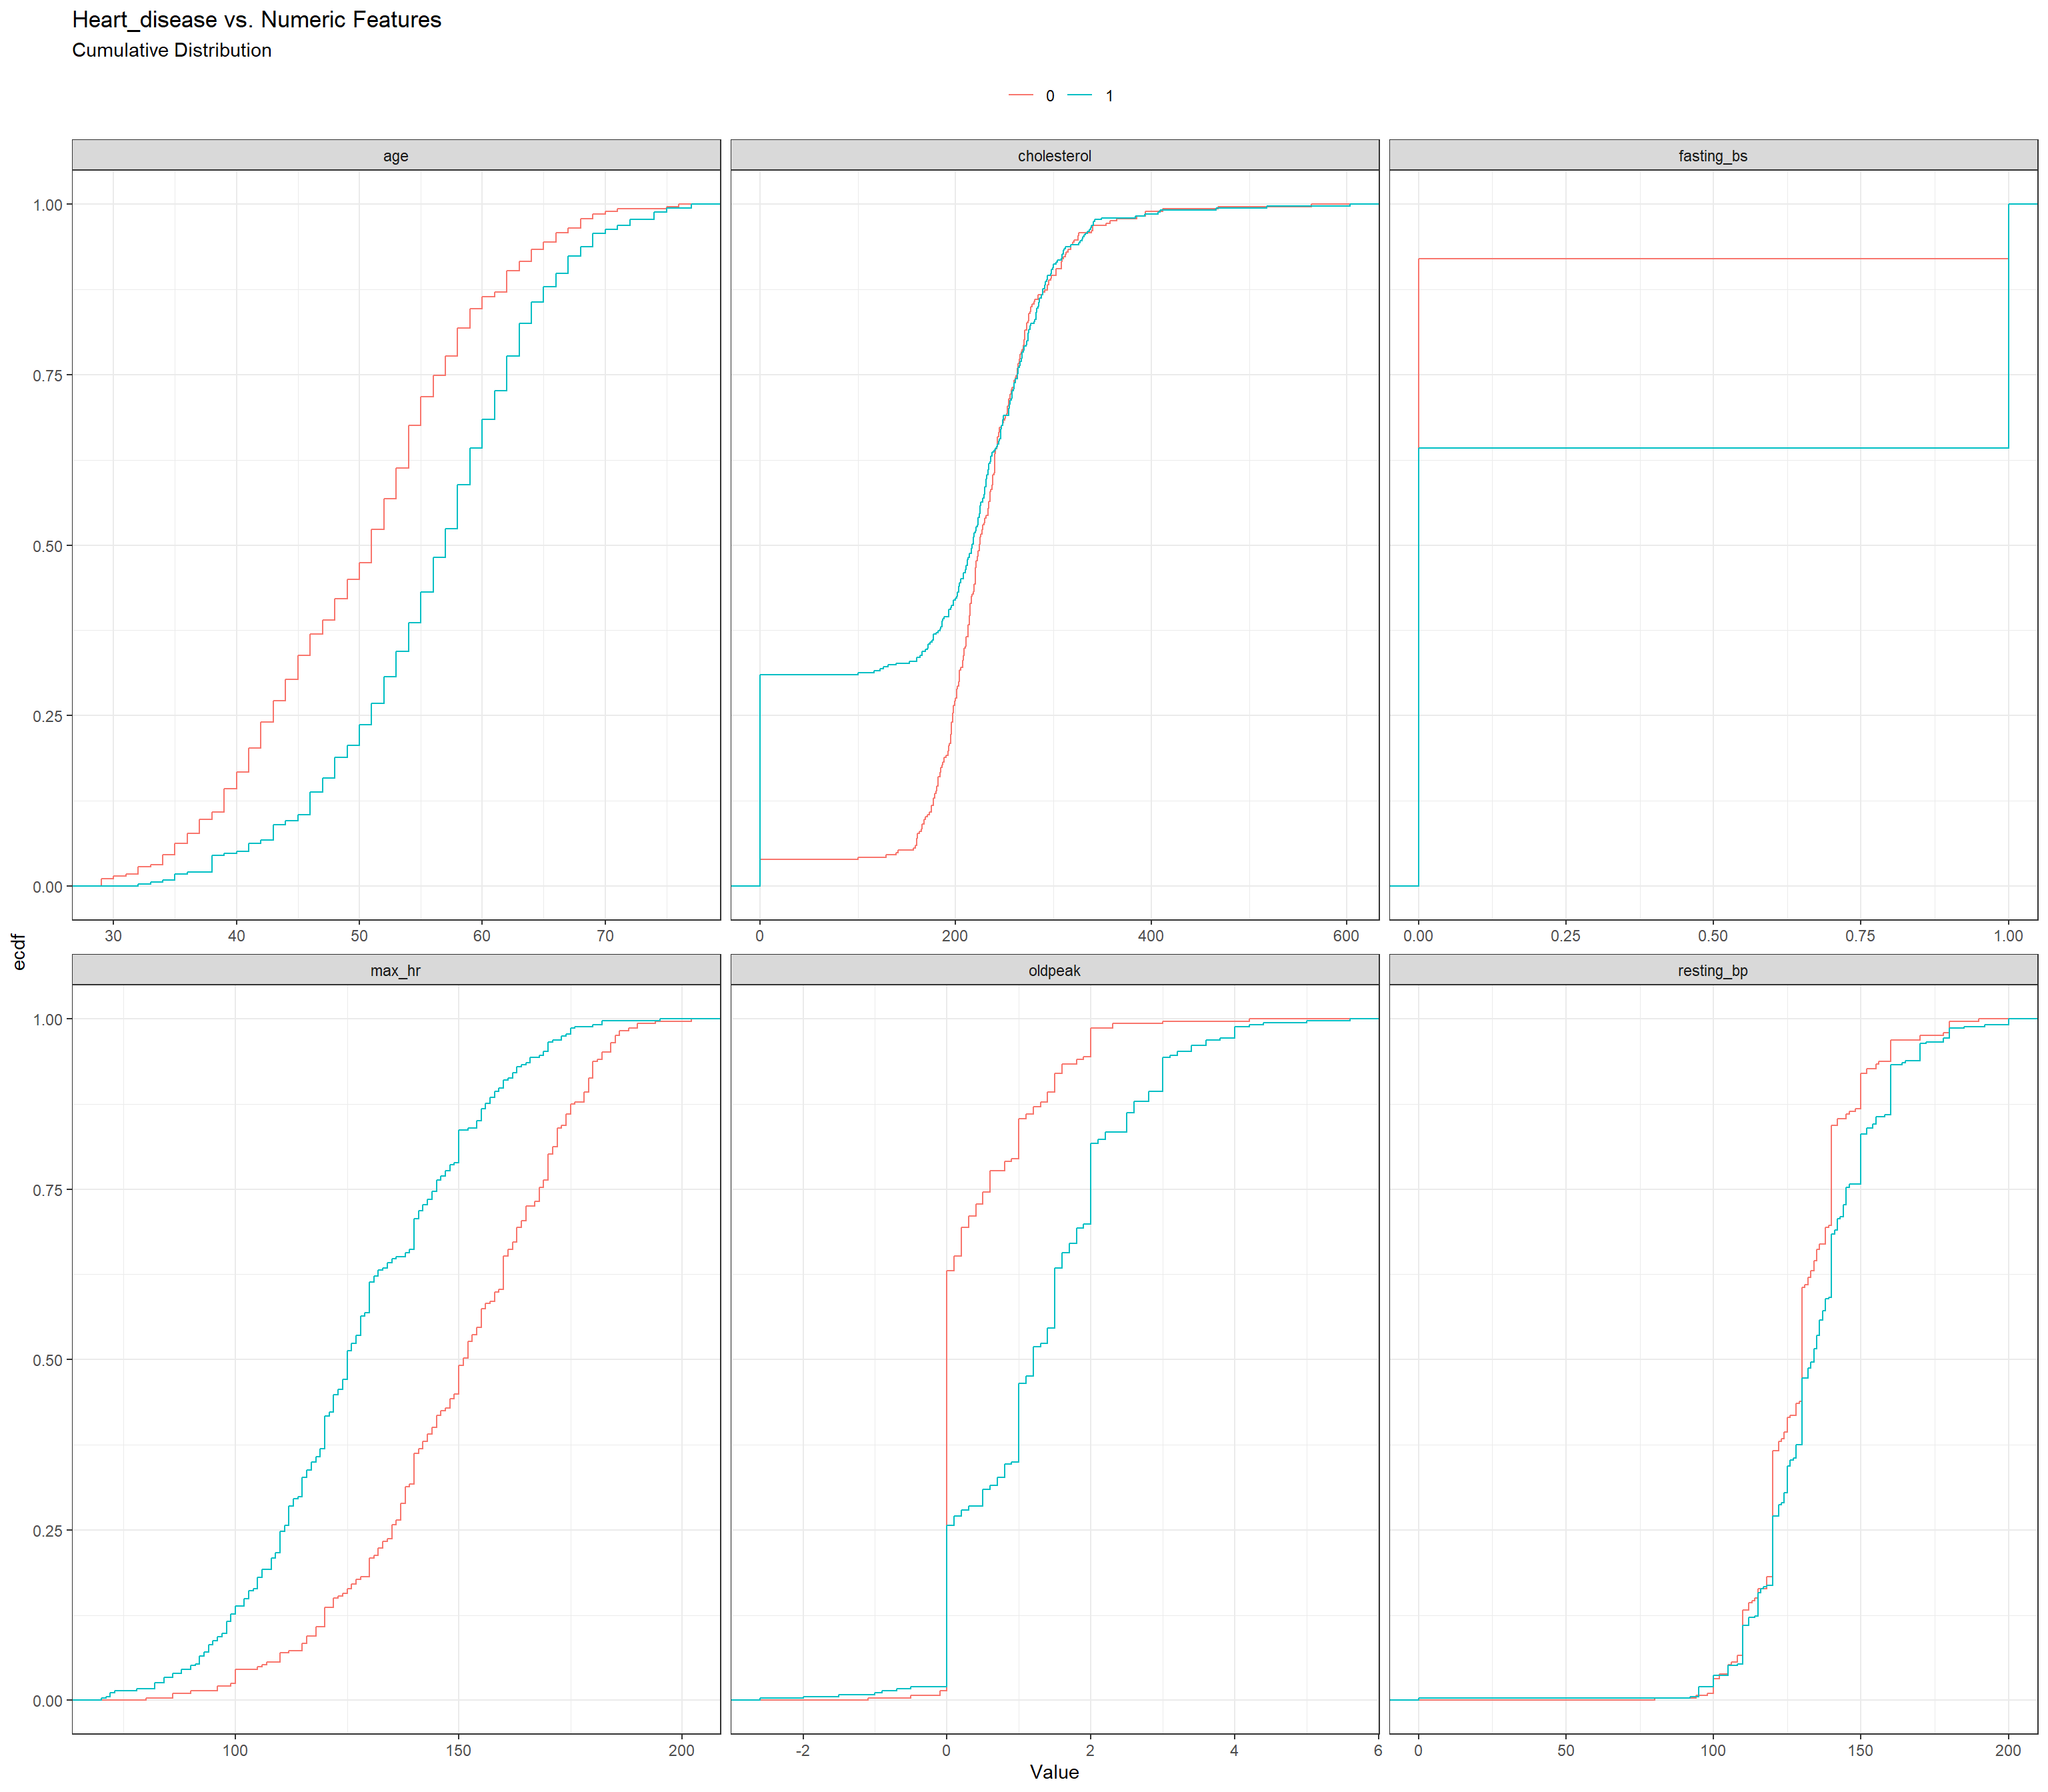 Heart_disease vs. Numeric Features
Cumulative Distribution
0 1
age cholesterol fasting_bs
1.00
0.75
0.50
0.25
0.00
30 40 50 60 70
0 200 400 600
0.00 0.25 0.50 0.75 1.00
ecdf
max_hr oldpeak resting_bp
1.00
0.75
0.50
0.25
0.00
100 150 200
-2 0 2 4 6
0 50 100 150 200
Value